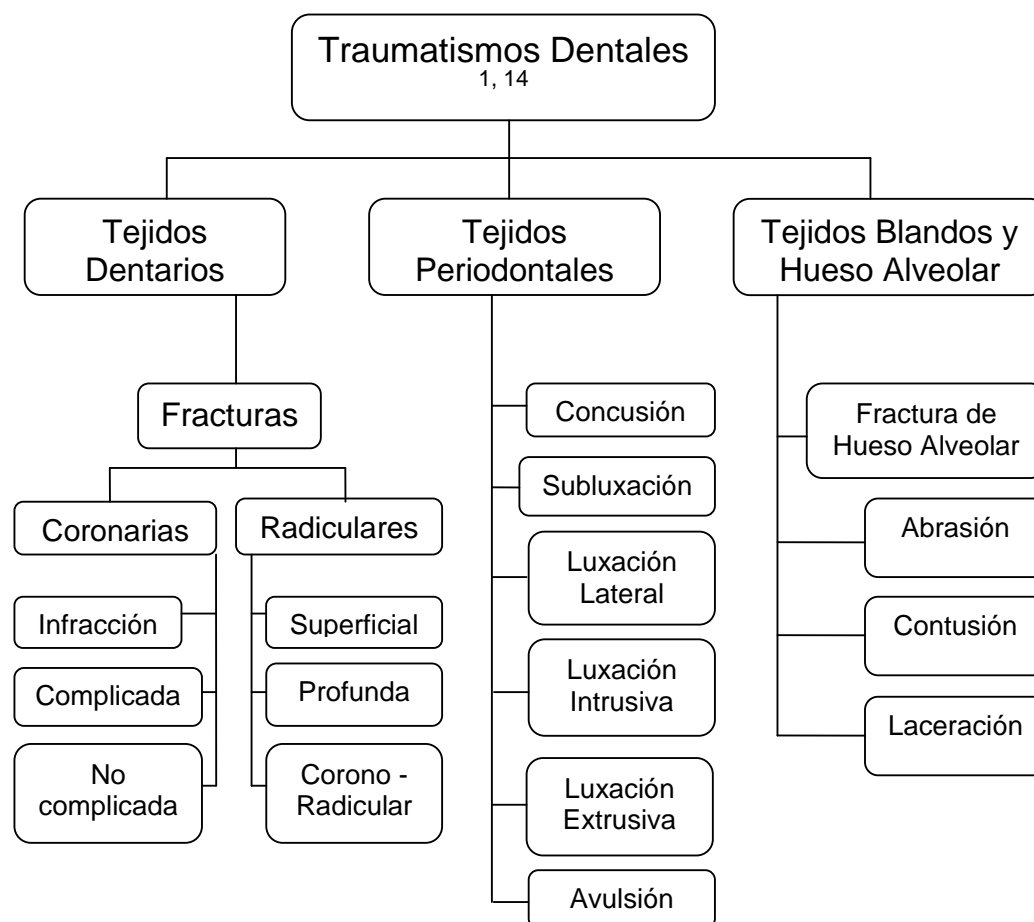 Traumatismos Dentales
1, 14
Tejidos
Dentarios
Tejidos
Periodontales
Tejidos Blandos y
Hueso Alveolar
Fracturas
Coronarias
Radiculares
Infracción
Complicada
No
complicada
Superficial
Profunda
Corono -
Radicular
Concusión
Subluxación
Luxación
Lateral
Luxación
Intrusiva
Luxación
Extrusiva
Avulsión
Fractura de
Hueso Alveolar
Abrasión
Contusión
Laceración